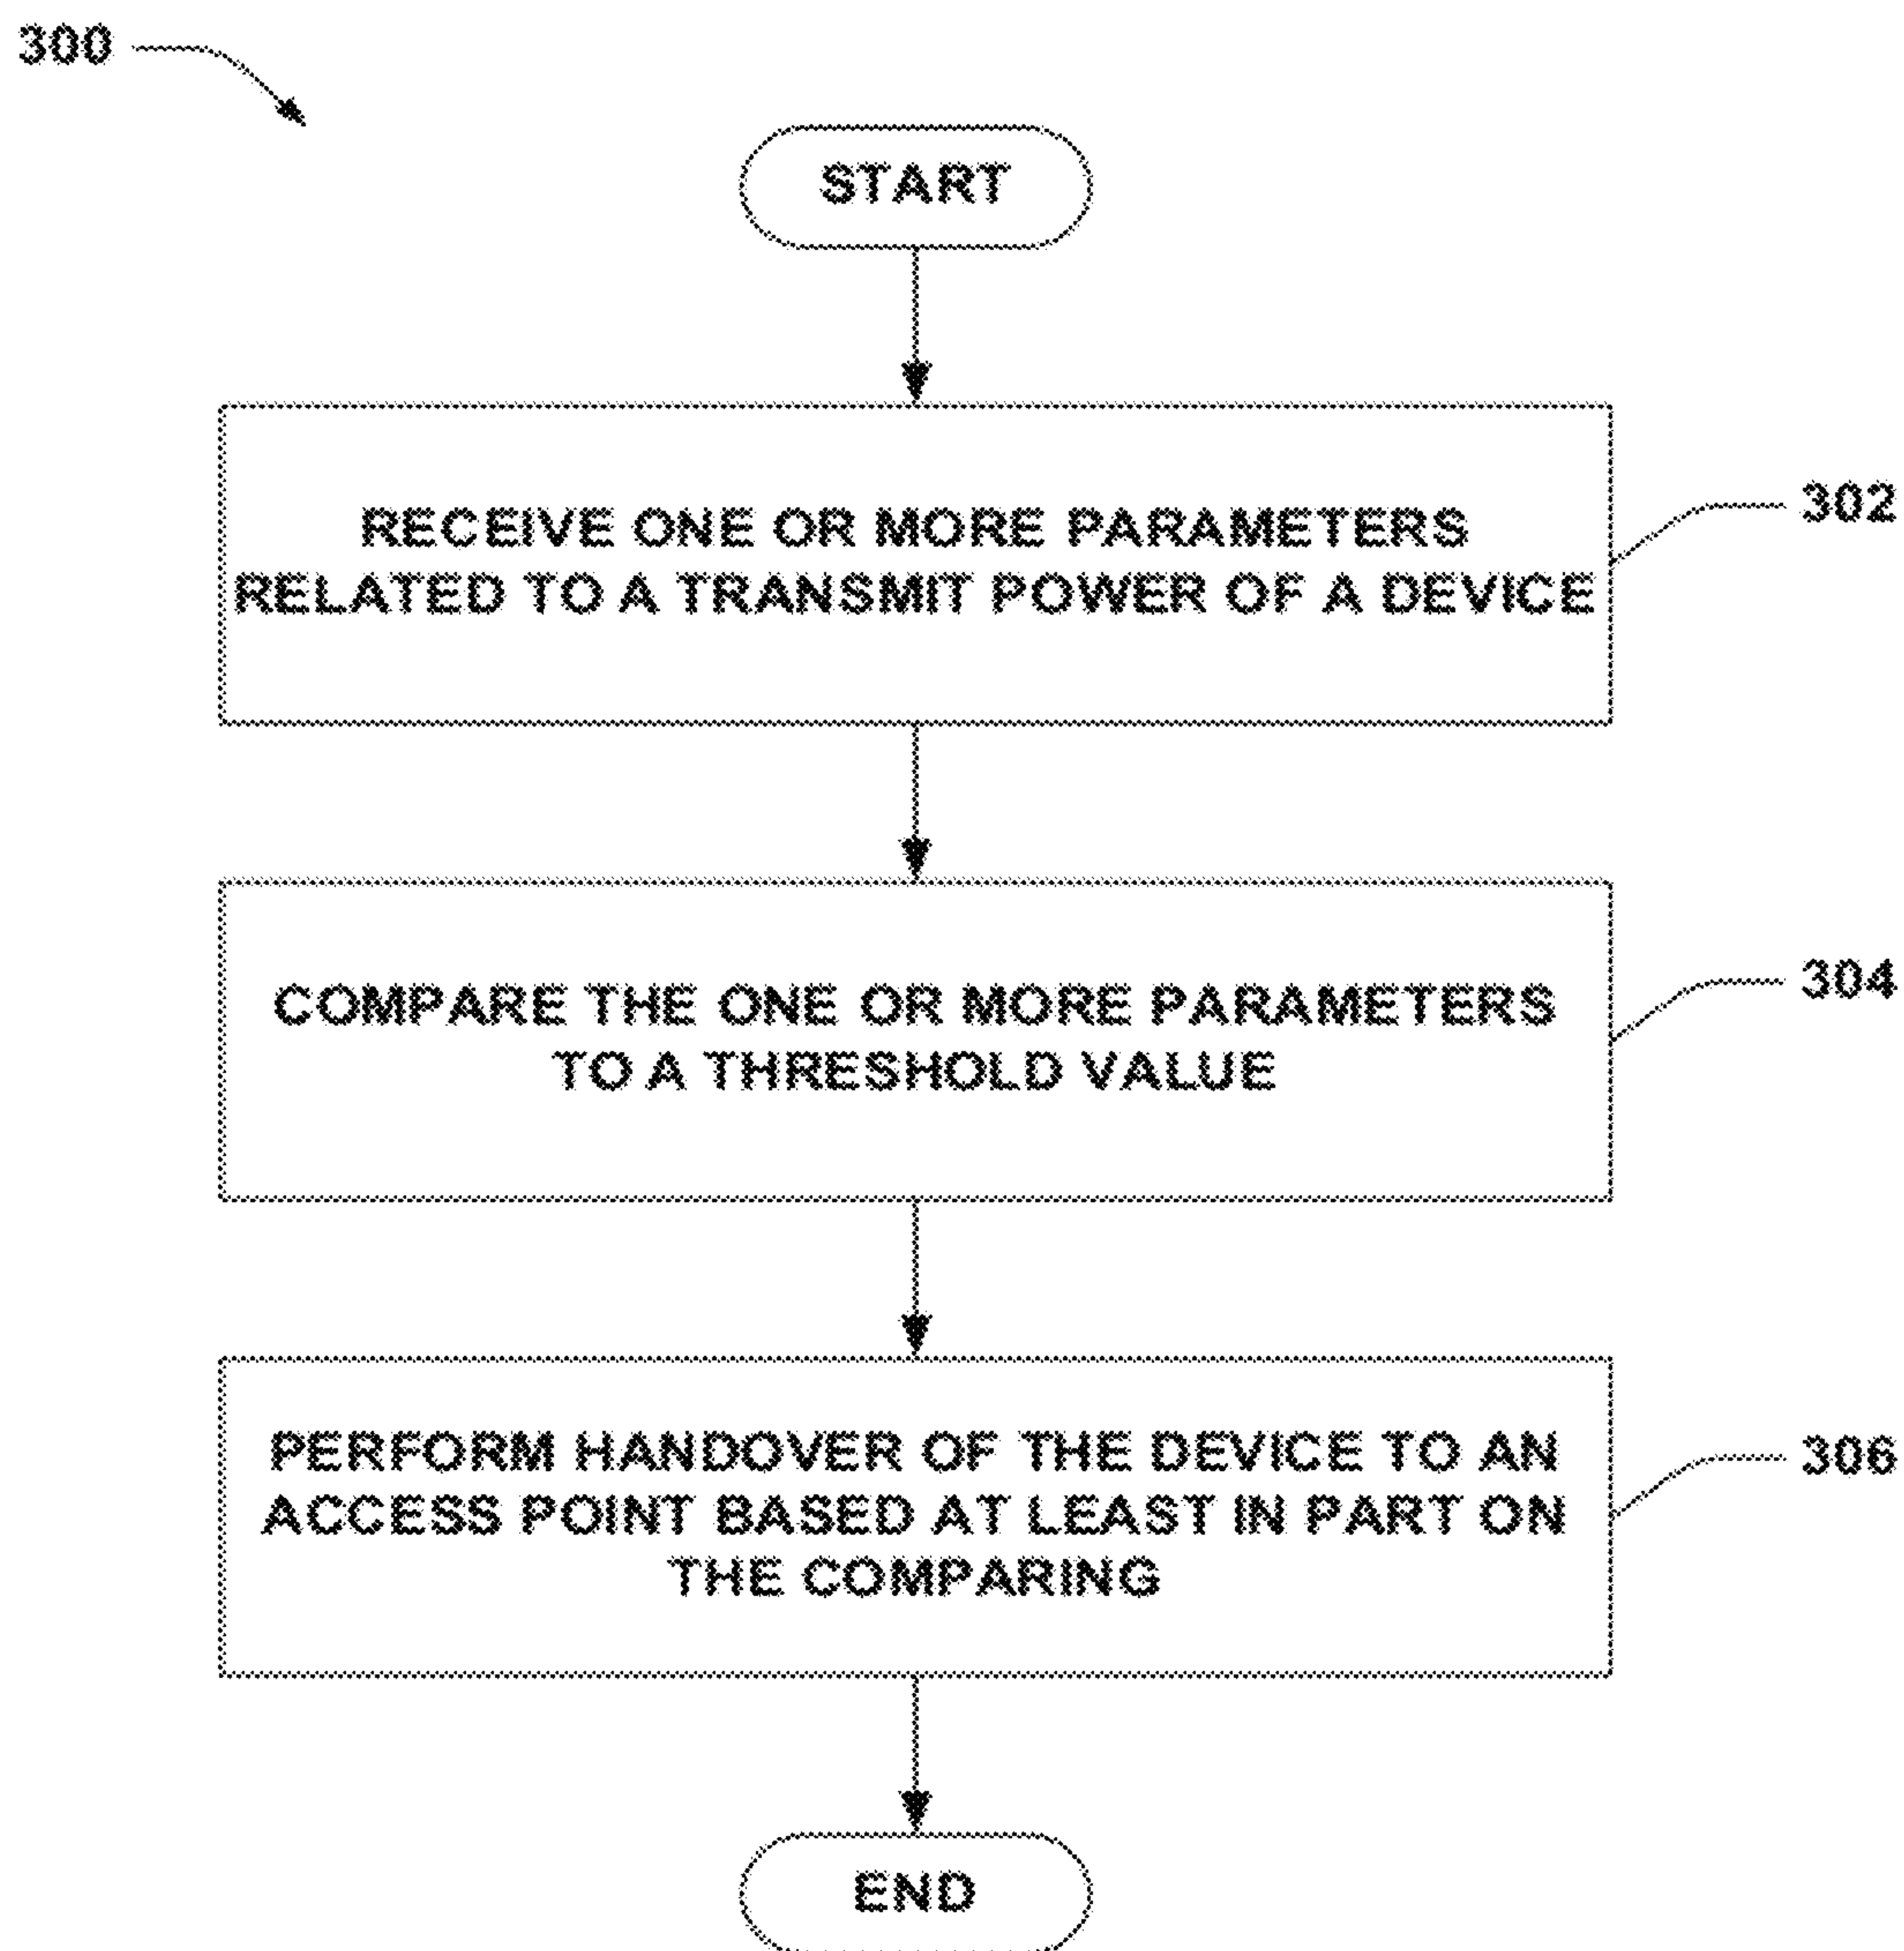 300
START
RECEIVE ONE OR MORE PARAMETERS
RELATED TO A TRANSMIT POWER OF A DEVICE
302
COMPARE THE ONE OR MORE PARAMETERS
TO A THRESHOLD VALUE
304
PERFORM HANDOVER OF THE DEVICE TO AN
ACCESS POINT BASED AT LEAST IN PART ON
THE COMPARING
306
END